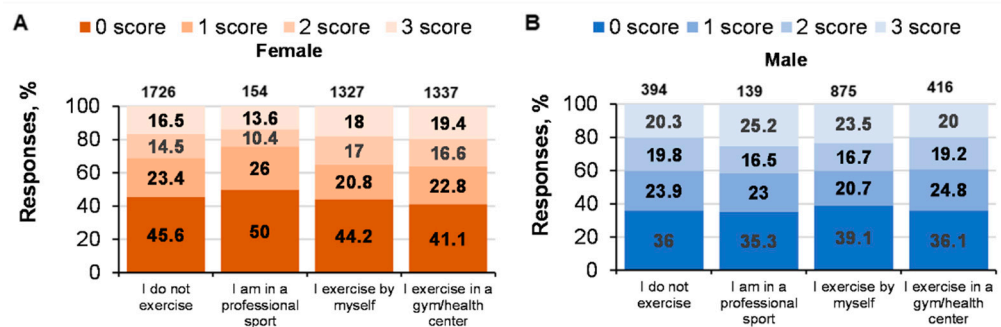 A
0 score 1 score 2 score 3 score
Female
1726 154 1327 1337
Responses, %
100
80
60
40
20
0
16.5 13.6 18 19.4
14.5 10.4 17 16.6
23.4 26 20.8 22.8
45.6 50 44.2 41.1
I do not
exercise
I am in a
professional
sport
I exercise by
myself
I exercise in a
gym/health
center
B
0 score 1 score 2 score 3 score
Male
394 139 875 416
Responses, %
100
80
60
40
20
0
20.3 25.2 23.5 20
19.8 16.5 16.7 19.2
23.9 23 20.7 24.8
36 35.3 39.1 36.1
I do not
exercise
I am in a
professional
sport
I exercise by
myself
I exercise in a
gym/health
center